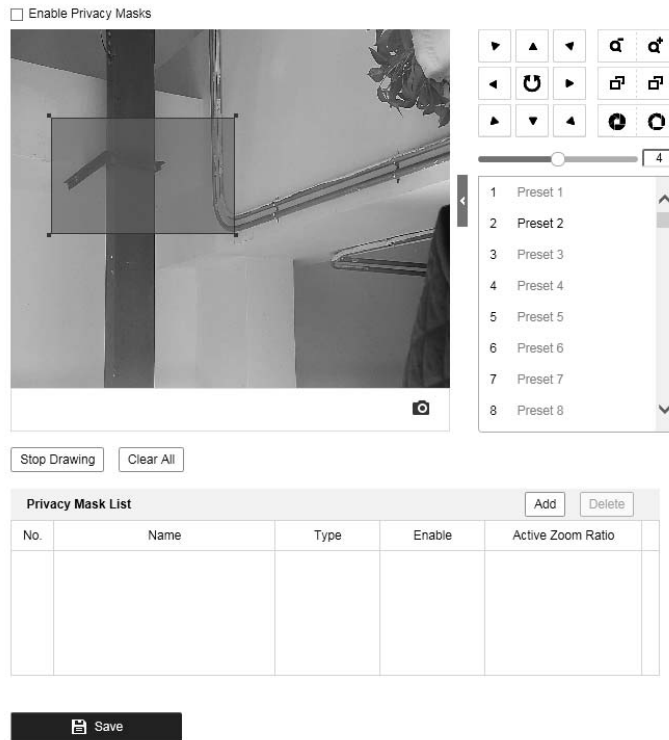 Enable Privacy Masks
4
1 Preset 1
2 Preset 2
3 Preset 3
4 Preset 4
5 Preset 5
6 Preset 6
7 Preset 7
8 Preset 8
Stop Drawing Clear All
Privacy Mask List Add Delete
No. Name Type Enable Active Zoom Ratio
Save